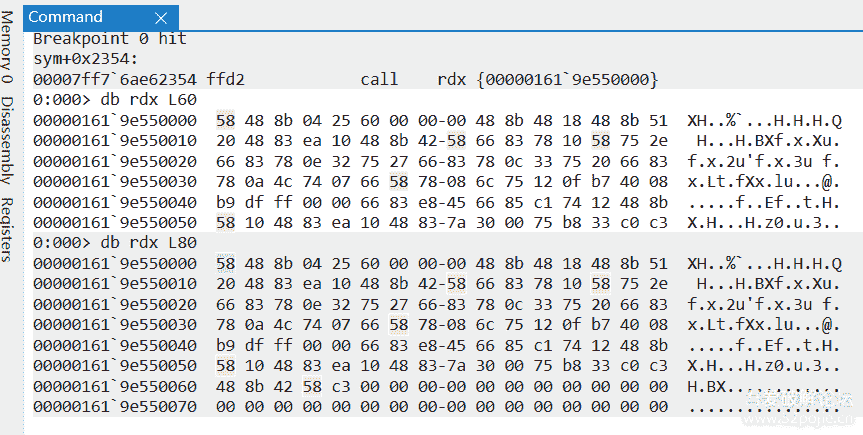 Command
Memory 0
Disassembly
Registers
Breakpoint 0 hit
sym+0x2354:
00007ff7`6ae62354 ffd2            call    rdx {00000161`9e550000}
0:000> db rdx L60
00000161`9e550000  58 48 8b 04 25 60 00 00-00 48 8b 48 18 48 8b 51  XH..%`...H.H.H.Q
00000161`9e550010  20 48 83 ea 10 48 8b 42-58 66 83 78 10 58 75 2e   H...H.BXf.x.Xu.
00000161`9e550020  66 83 78 0e 32 75 27 66-83 78 0c 33 75 20 66 83  f.x.2u'f.x.3u f.
00000161`9e550030  78 0a 4c 74 07 66 58 78-08 6c 75 12 0f b7 40 08  x.Lt.fXx.lu...@.
00000161`9e550040  b9 df ff 00 00 66 83 e8-45 66 85 c1 74 12 48 8b  .....f..Ef..t.H.
00000161`9e550050  58 10 48 83 ea 10 48 83-7a 30 00 75 b8 33 c0 c3  X.H...H.z0.u.3..
0:000> db rdx L80
00000161`9e550000  58 48 8b 04 25 60 00 00-00 48 8b 48 18 48 8b 51  XH..%`...H.H.H.Q
00000161`9e550010  20 48 83 ea 10 48 8b 42-58 66 83 78 10 58 75 2e   H...H.BXf.x.Xu.
00000161`9e550020  66 83 78 0e 32 75 27 66-83 78 0c 33 75 20 66 83  f.x.2u'f.x.3u f.
00000161`9e550030  78 0a 4c 74 07 66 58 78-08 6c 75 12 0f b7 40 08  x.Lt.fXx.lu...@.
00000161`9e550040  b9 df ff 00 00 66 83 e8-45 66 85 c1 74 12 48 8b  .....f..Ef..t.H.
00000161`9e550050  58 10 48 83 ea 10 48 83-7a 30 00 75 b8 33 c0 c3  X.H...H.z0.u.3..
00000161`9e550060  48 8b 42 58 c3 00 00 00-00 00 00 00 00 00 00 00  H.BX............
00000161`9e550070  00 00 00 00 00 00 00 00-00 00 00 00 00 00 00 00  ................